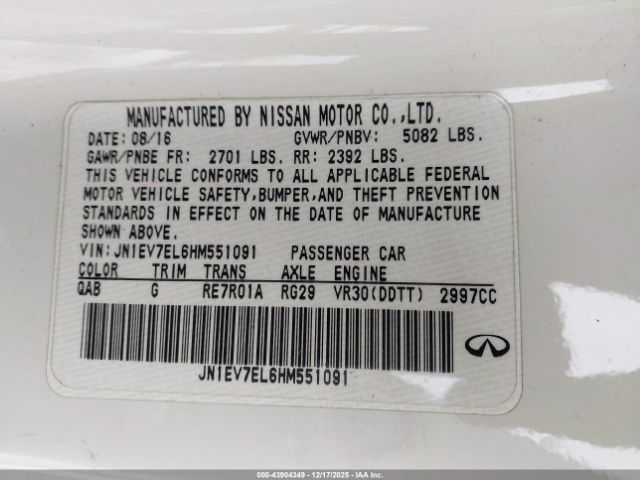 MANUFACTURED BY NISSAN MOTOR CO.,LTD.
DATE: 08/16 GVWR/PNBV: 5082 LBS.
GAWR/PNBE FR: 2701 LBS. RR: 2392 LBS.
THIS VEHICLE CONFORMS TO ALL APPLICABLE FEDERAL
MOTOR VEHICLE SAFETY,BUMPER,AND THEFT PREVENTION
STANDARDS IN EFFECT ON THE DATE OF MANUFACTURE
SHOWN ABOVE.
VIN:JN1EV7EL6HM551091 PASSENGER CAR
COLOR TRIM TRANS AXLE ENGINE
QAB G RE7R01A RG29 VR30(DDTT) 2997CC
JN1EV7EL6HM551091
000-43904349 | 12/17/2025 | IAA Inc.